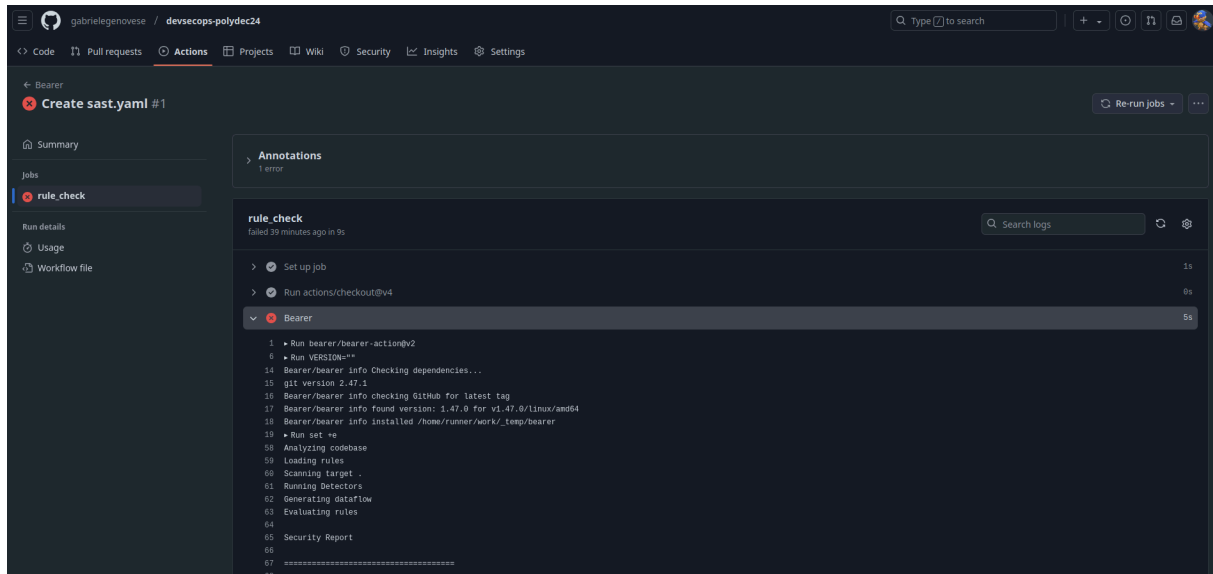 gabrielegenovese / devsecops-polydec24
Type / to search
Code Pull requests Actions Projects Wiki Security Insights Settings
← Bearer
Create sast.yaml #1
Re-run jobs
Summary
Jobs
rule_check
Run details
Usage
Workflow file
Annotations
1 error
rule_check
failed 39 minutes ago in 9s
Search logs
Set up job 1s
Run actions/checkout@v4 0s
Bearer 5s
1 ▸ Run bearer/bearer-action@v2
6 ▸ Run VERSION=""
14 Bearer/bearer info Checking dependencies...
15 git version 2.47.1
16 Bearer/bearer info checking GitHub for latest tag
17 Bearer/bearer info found version: 1.47.0 for v1.47.0/linux/amd64
18 Bearer/bearer info installed /home/runner/work/_temp/bearer
19 ▸ Run set +e
58 Analyzing codebase
59 Loading rules
60 Scanning target .
61 Running Detectors
62 Generating dataflow
63 Evaluating rules
64
65 Security Report
66
67 =====================================